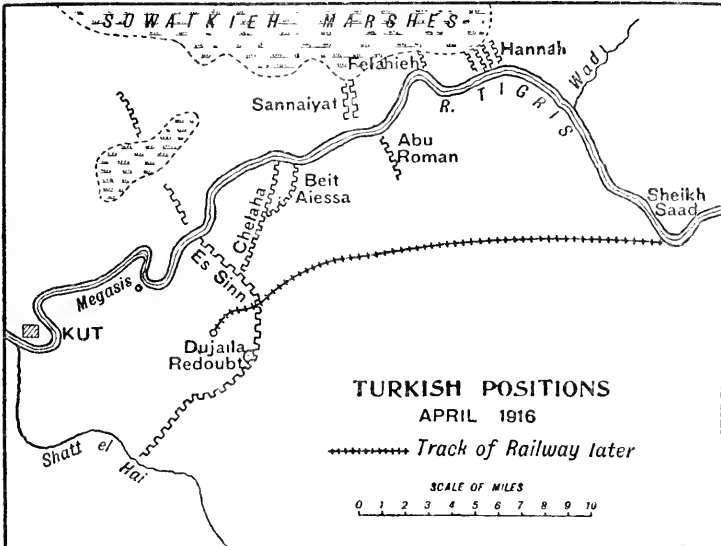 SUWAIKIEH MARSHES
Hannah
Felahieh
Wadi
Sannaiyat
R. TIGRIS
Abu
Roman
Beit
Aiessa
Sheikh
Saad
Chelaha
Es Sinn
Megasis
KUT
Dujaila
Redoubt
Shatt el Hai
TURKISH POSITIONS
APRIL 1916
Track of Railway later
SCALE OF MILES
0 1 2 3 4 5 6 7 8 9 10